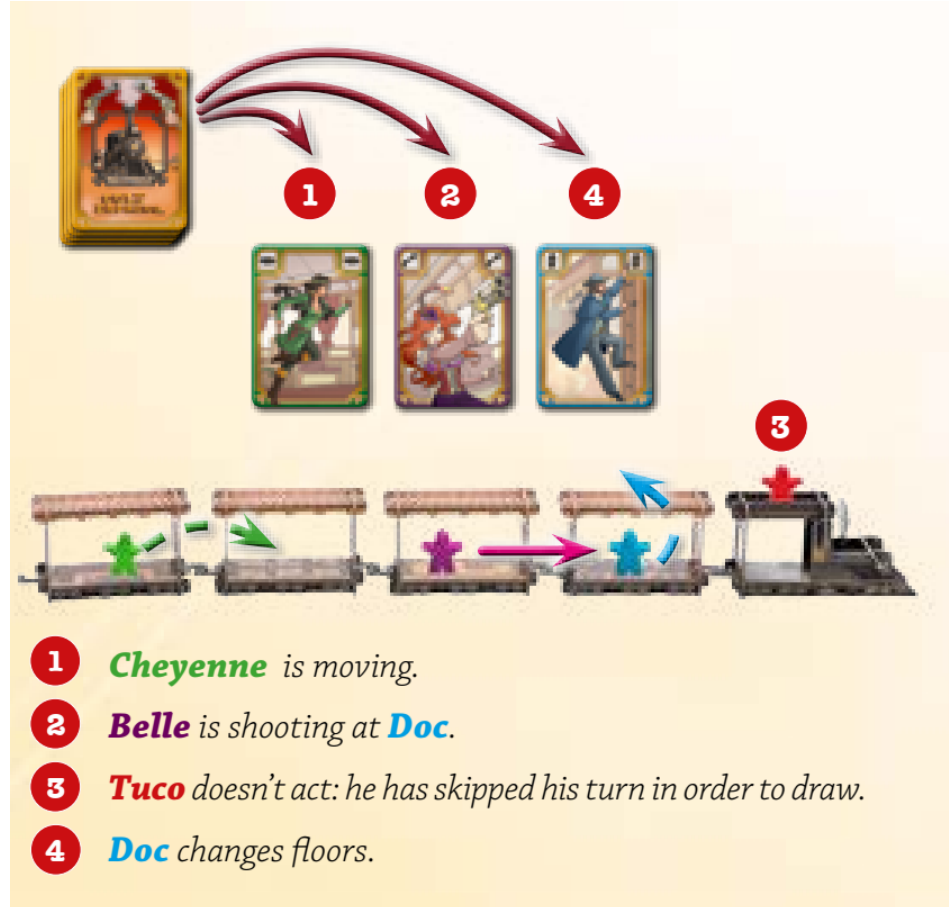 1
2
4
3
1 Cheyenne is moving.
2 Belle is shooting at Doc.
3 Tuco doesn't act: he has skipped his turn in order to draw.
4 Doc changes floors.